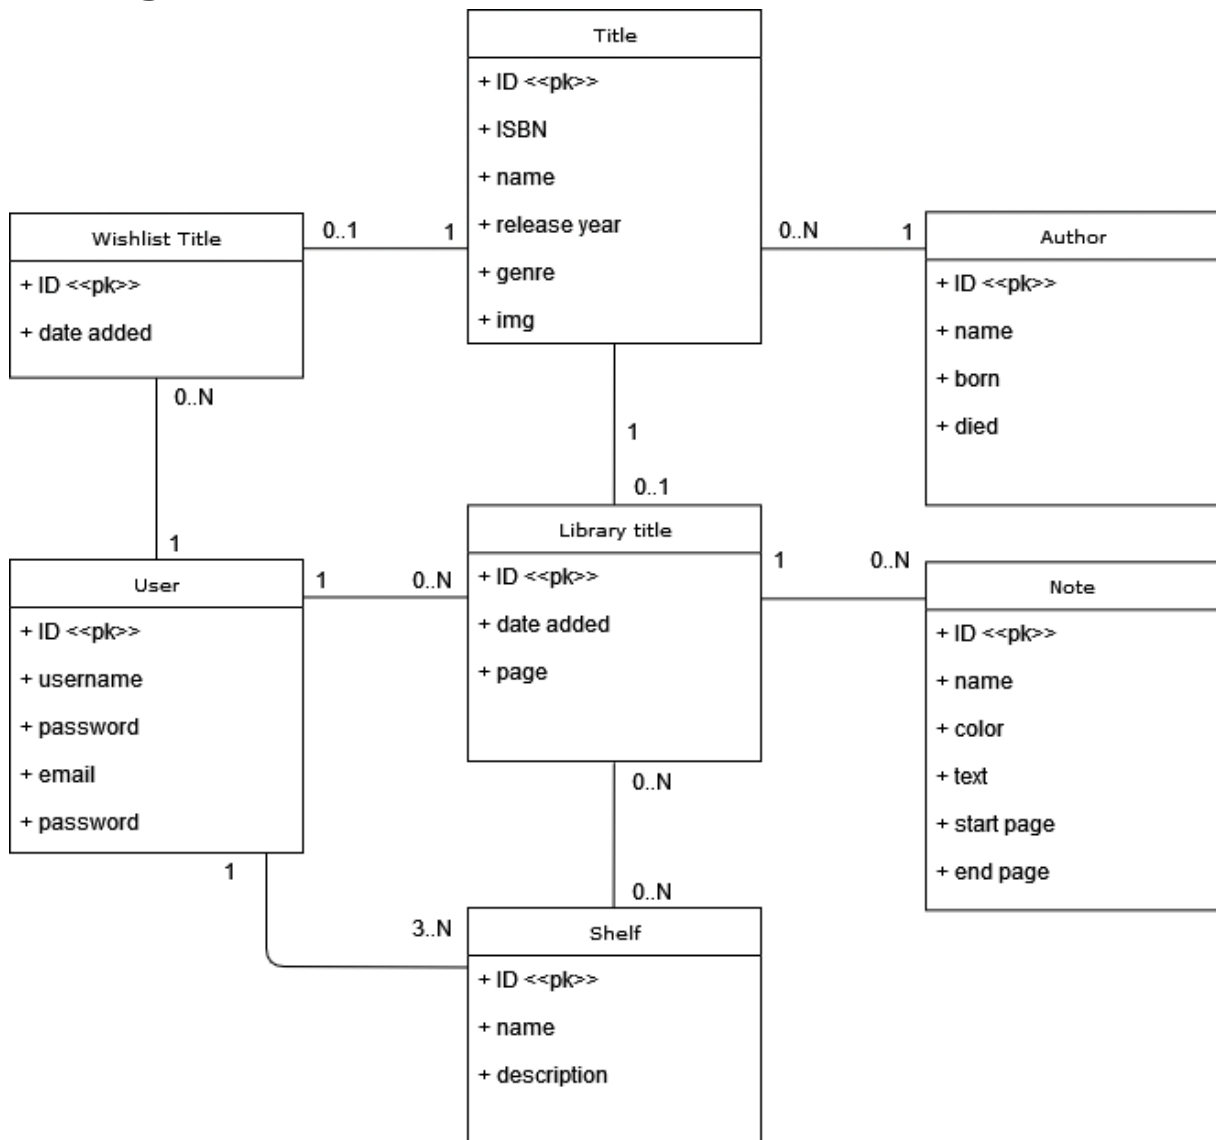 Title
+ ID <<pk>>
+ ISBN
+ name
+ release year
+ genre
+ img
Wishlist Title
+ ID <<pk>>
+ date added
0..1
1
0..N
1
Author
+ ID <<pk>>
+ name
+ born
+ died
0..N
1
1
0..1
User
+ ID <<pk>>
+ username
+ password
+ email
+ password
1
0..N
Library title
+ ID <<pk>>
+ date added
+ page
1
0..N
Note
+ ID <<pk>>
+ name
+ color
+ text
+ start page
+ end page
0..N
0..N
1
3..N
Shelf
+ ID <<pk>>
+ name
+ description